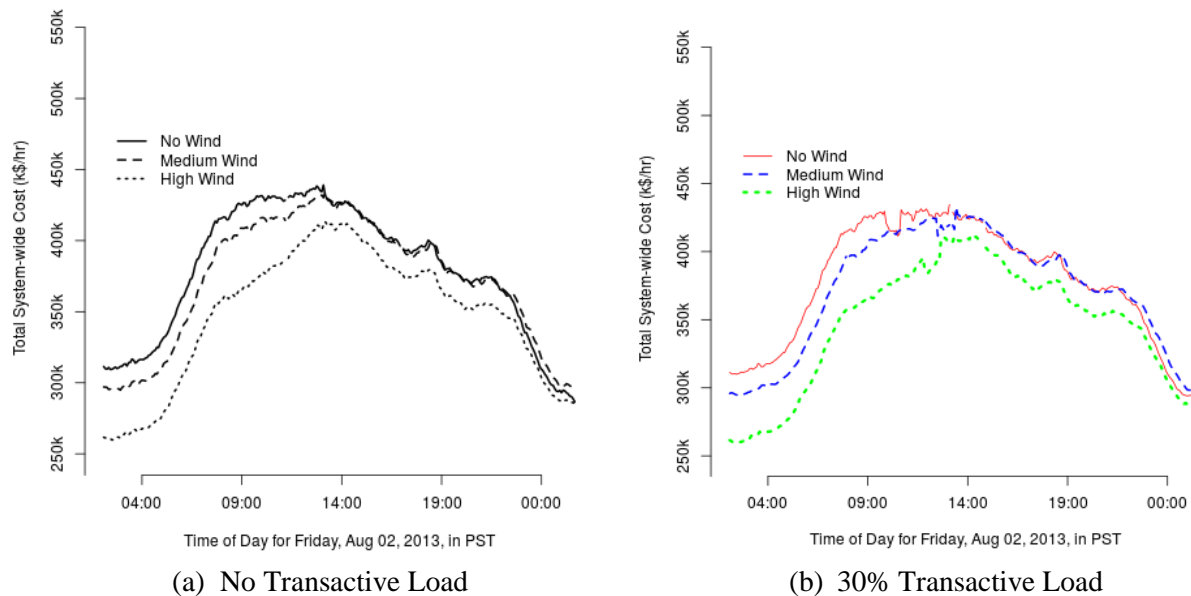 Total System-wide Cost (k$/hr)
550k
500k
450k
400k
350k
300k
250k
No Wind
Medium Wind
High Wind
04:00 09:00 14:00 19:00 00:00
Time of Day for Friday, Aug 02, 2013, in PST
(a) No Transactive Load
Total System-wide Cost (k$/hr)
550k
500k
450k
400k
350k
300k
250k
No Wind
Medium Wind
High Wind
04:00 09:00 14:00 19:00 00:00
Time of Day for Friday, Aug 02, 2013, in PST
(b) 30% Transactive Load